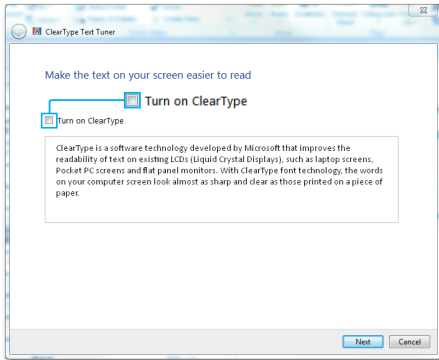 ClearType Text Tuner
Make the text on your screen easier to read
Turn on ClearType
Turn on ClearType
ClearType is a software technology developed by Microsoft that improves the
readability of text on existing LCDs (Liquid Crystal Displays), such as laptop screens,
Pocket PC screens and flat panel monitors. With ClearType font technology, the words
on your computer screen look almost as sharp and clear as those printed on a piece of
paper.
Next Cancel